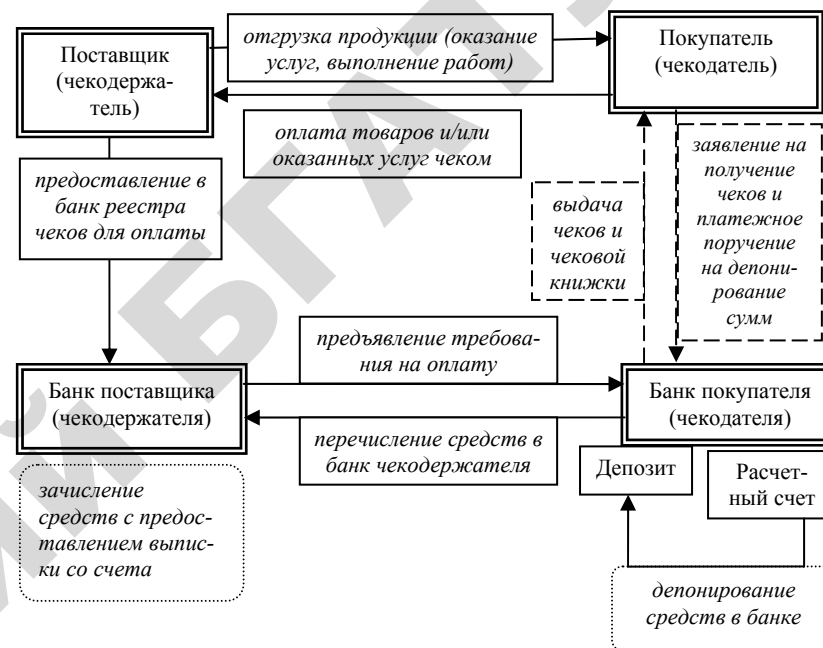 Поставщик
(чекодержа-
тель)
отгрузка продукции (оказание
услуг, выполнение работ)
Покупатель
(чекодатель)
оплата товаров и/или
оказанных услуг чеком
предоставление в
банк реестра
чеков для оплаты
выдача
чеков и
чековой
книжки
заявление на
получение
чеков и
платежное
поручение
на депони-
рование
сумм
предъявление требова-
ния на оплату
Банк поставщика
(чекодержателя)
Банк покупателя
(чекодателя)
перечисление средств в
банк чекодержателя
Депозит
Расчет-
ный счет
зачисление
средств с предос-
тавлением выпис-
ки со счета
депонирование
средств в банке
ИЙ БГАТ